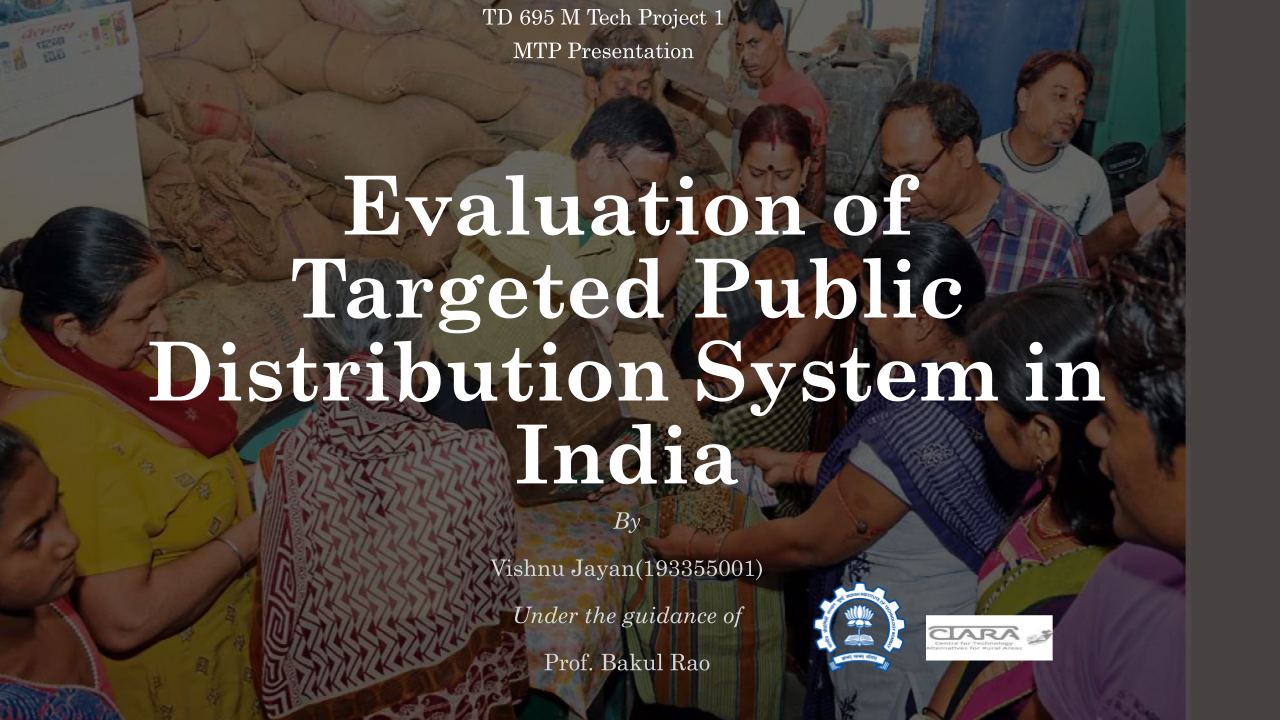 TD 695 M Tech Project 1
MTP Presentation
Evaluation of
Targeted Public
Distribution System in
India
By
Vishnu Jayan(193355001)
Under the guidance of
Prof. Bakul Rao
CTARA
Centre for Technology
Alternatives for Rural Areas